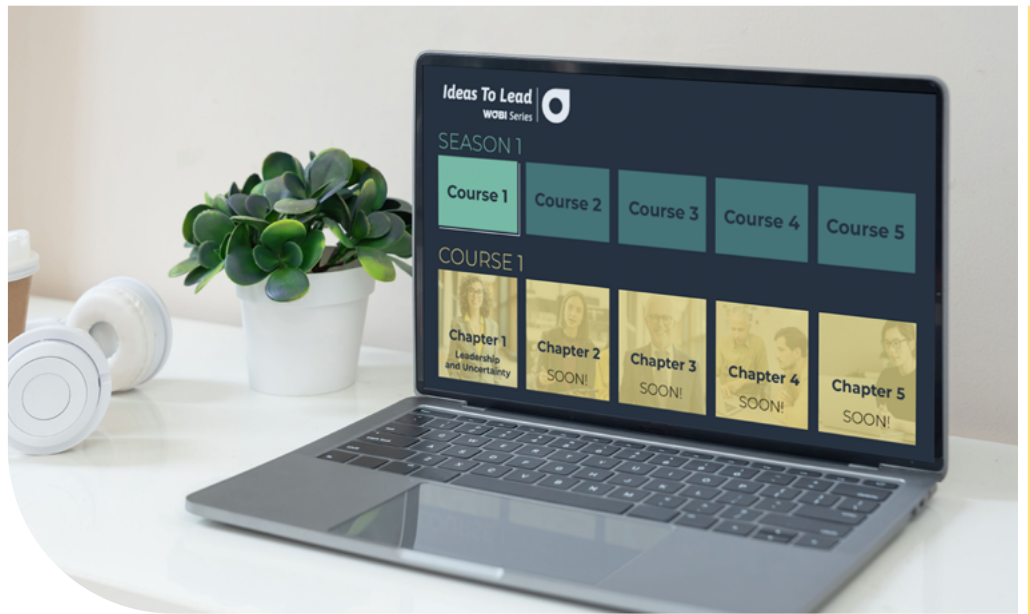 Ideas To Lead
WOBI Series
SEASON 1
Course 1
Course 2
Course 3
Course 4
Course 5
COURSE 1
Chapter 1
Leadership
and Uncertainty
Chapter 2
SOON!
Chapter 3
SOON!
Chapter 4
SOON!
Chapter 5
SOON!